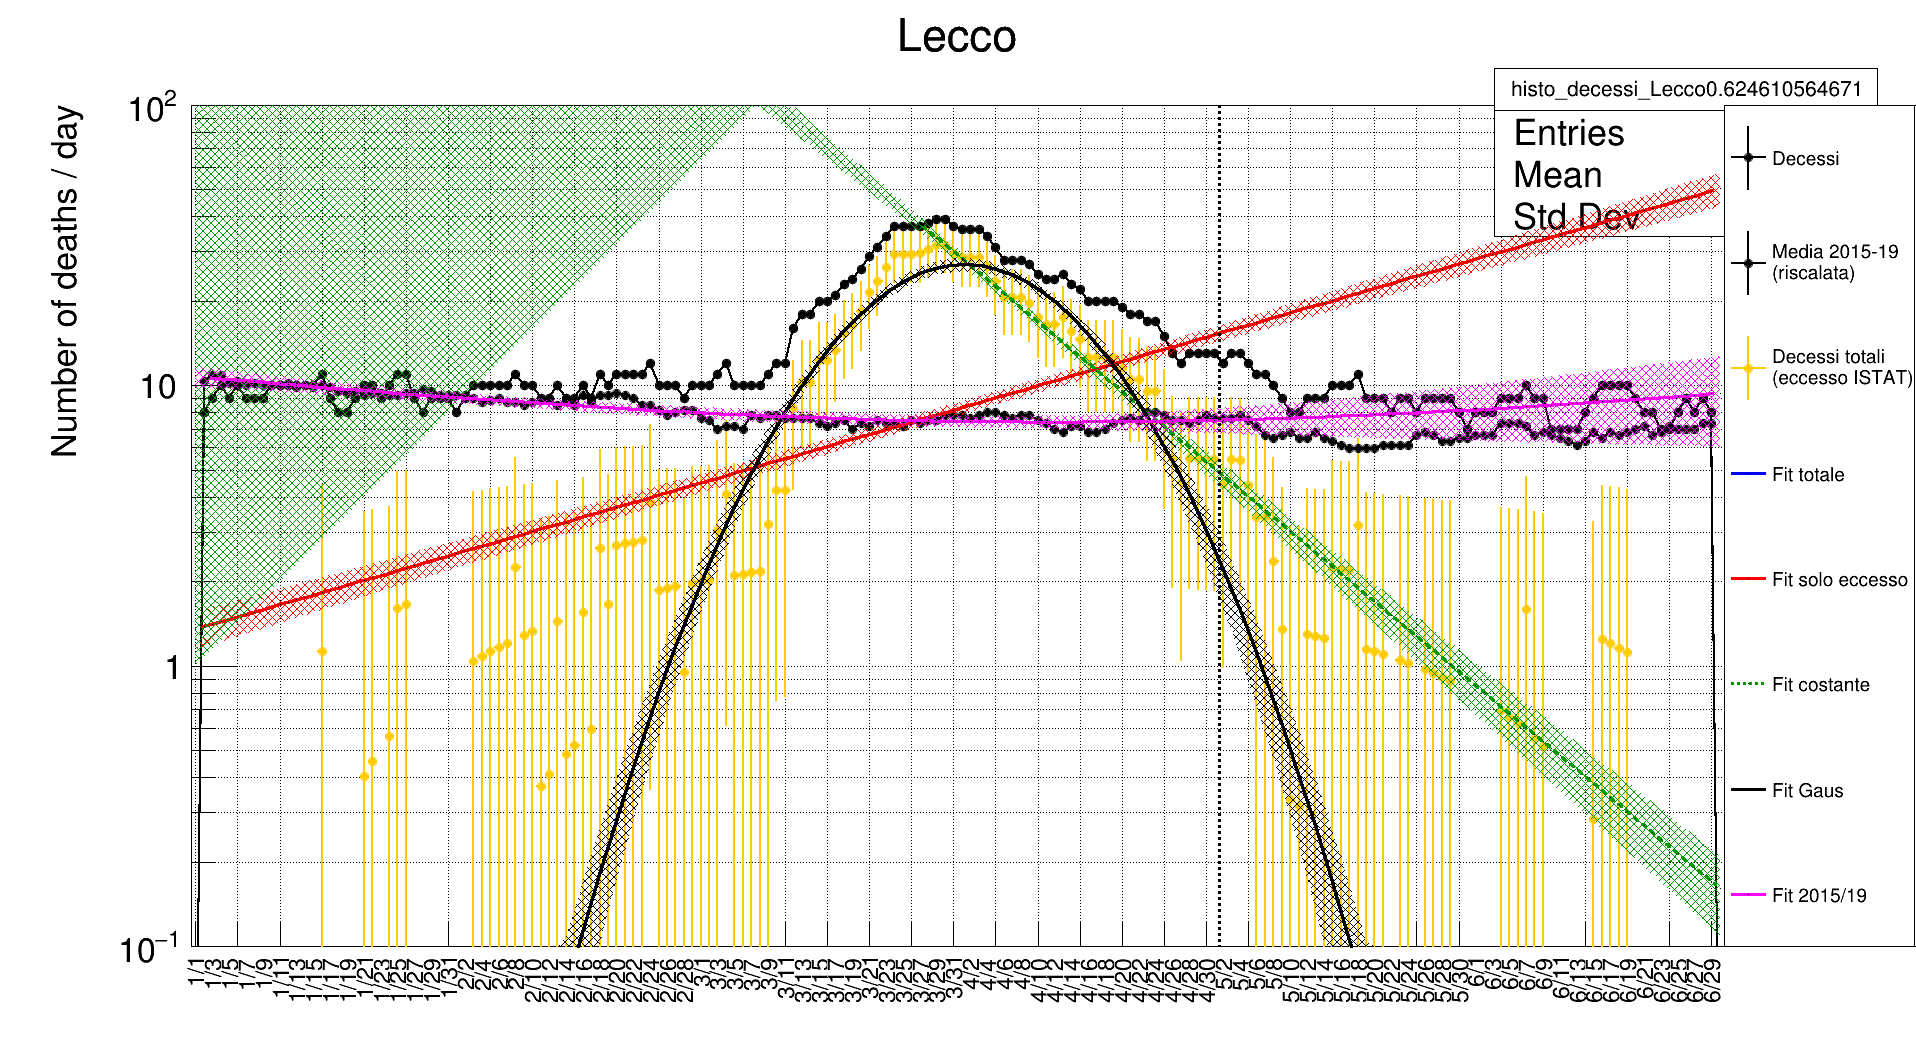 Lecco
histo_decessi_Lecco0.624610564671
Entries
Mean
Std Dev
Number of deaths / day
10²
10
1
10⁻¹
Decessi
Media 2015-19
(riscalata)
Decessi totali
(eccesso ISTAT)
Fit totale
Fit solo eccesso
Fit costante
Fit Gaus
Fit 2015/19
1/1 1/3 1/5 1/7 1/9 1/11 1/13 1/15 1/17 1/19 1/21 1/23 1/25 1/27 1/29 1/31 2/2 2/4 2/6 2/8 2/10 2/12 2/14 2/16 2/18 2/20 2/22 2/24 2/26 2/28 3/1 3/3 3/5 3/7 3/9 3/11 3/13 3/15 3/17 3/19 3/21 3/23 3/25 3/27 3/29 3/31 4/2 4/4 4/6 4/8 4/10 4/12 4/14 4/16 4/18 4/20 4/22 4/24 4/26 4/28 4/30 5/2 5/4 5/6 5/8 5/10 5/12 5/14 5/16 5/18 5/20 5/22 5/24 5/26 5/28 5/30 6/1 6/3 6/5 6/7 6/9 6/11 6/13 6/15 6/17 6/19 6/21 6/23 6/25 6/27 6/29